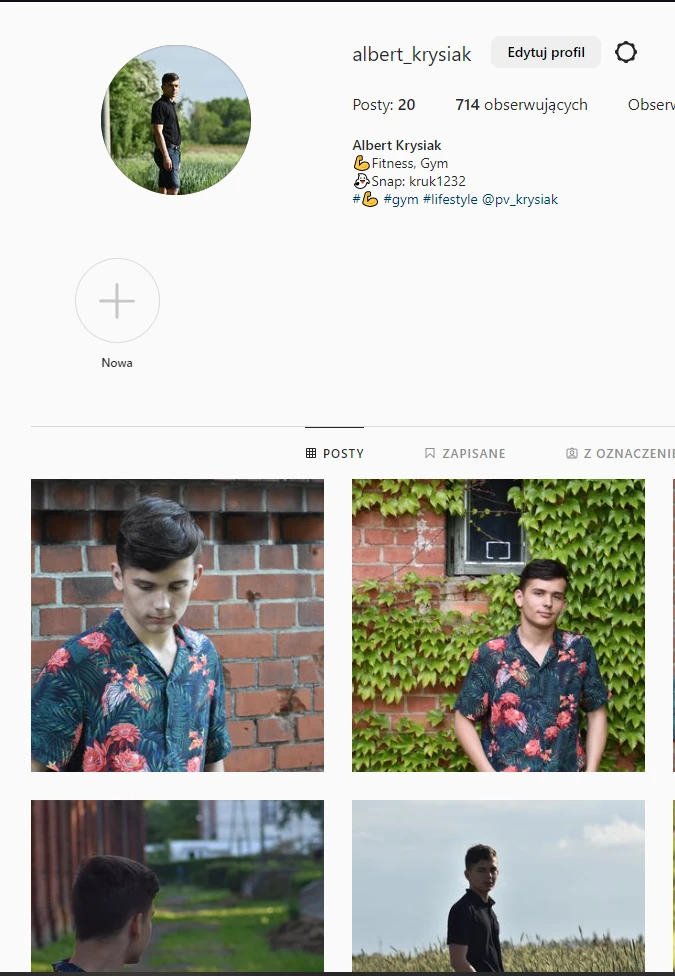 albert_krysiak Edytuj profil
Posty: 20 714 obserwujących Obserw
Albert Krysiak
💪Fitness, Gym
👻Snap: kruk1232
#💪 #gym #lifestyle @pv_krysiak
Nowa
POSTY ZAPISANE Z OZNACZENIE